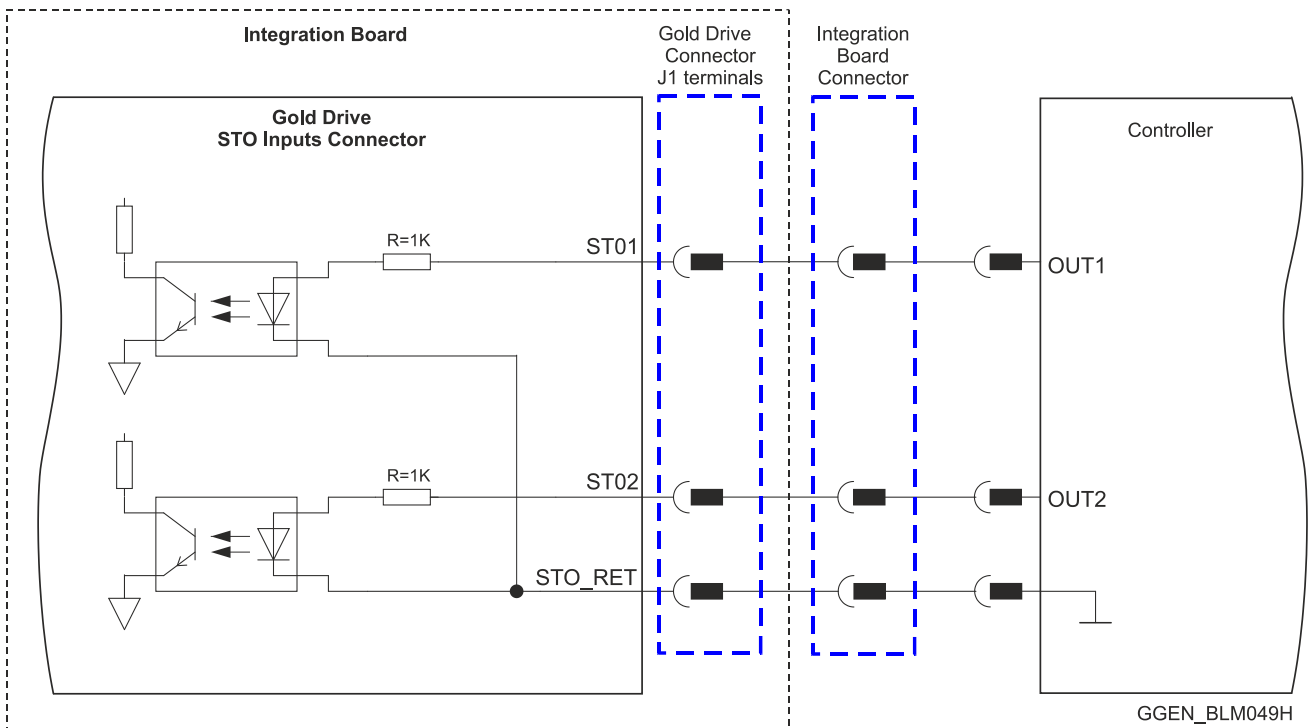 Integration Board
Gold Drive
Connector
J1 terminals
Integration
Board
Connector
Gold Drive
STO Inputs Connector
Controller
R=1K
ST01
OUT1
R=1K
ST02
OUT2
STO_RET
GGEN_BLM049H